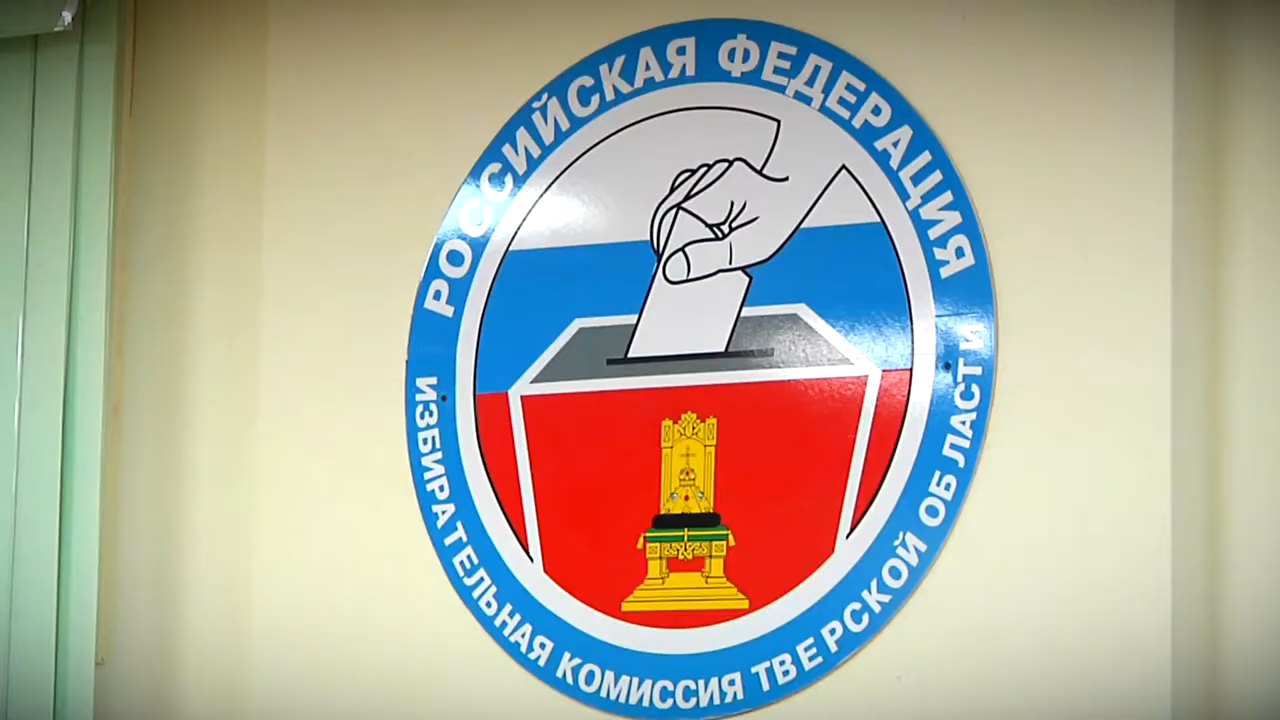 РОССИЙСКАЯ ФЕДЕРАЦИЯ
ИЗБИРАТЕЛЬНАЯ КОМИССИЯ ТВЕРСКОЙ ОБЛАСТИ